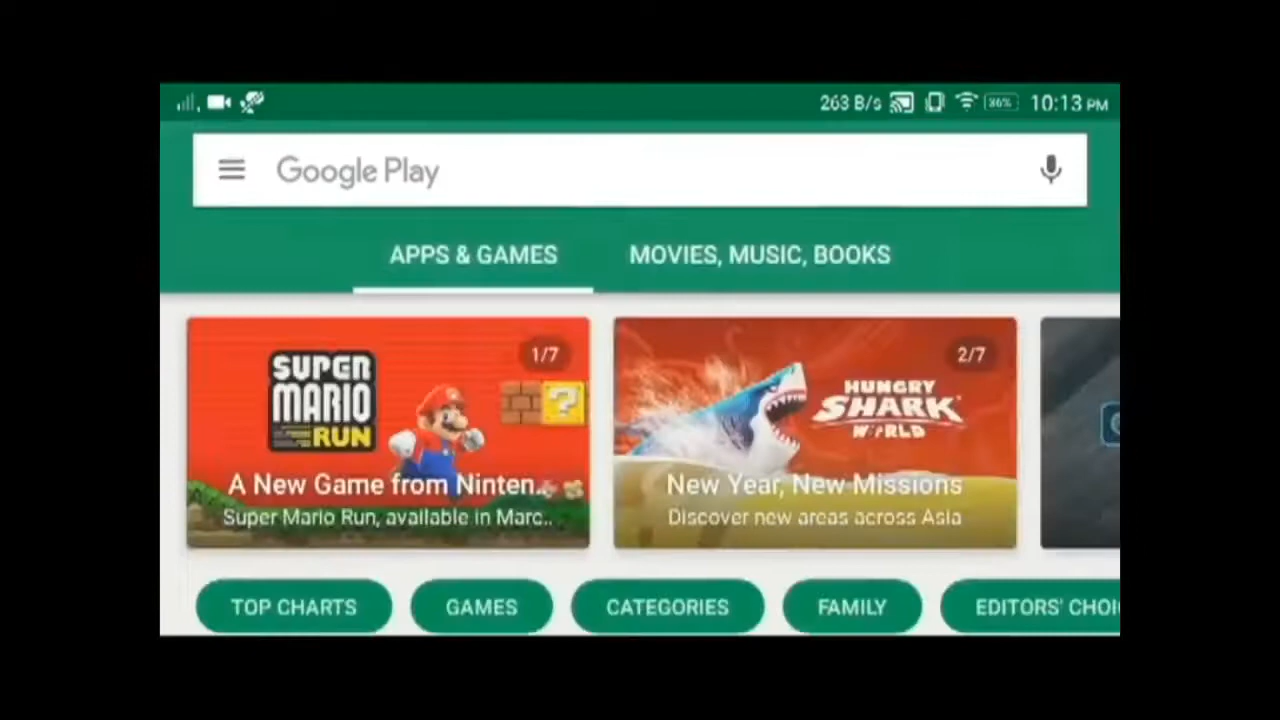 263 B/s 36% 10:13 PM
Google Play
APPS & GAMES MOVIES, MUSIC, BOOKS
SUPER MARIO RUN
1/7
A New Game from Ninten..
Super Mario Run, available in Marc..
HUNGRY SHARK WORLD
2/7
New Year, New Missions
Discover new areas across Asia
TOP CHARTS GAMES CATEGORIES FAMILY EDITORS' CHOI